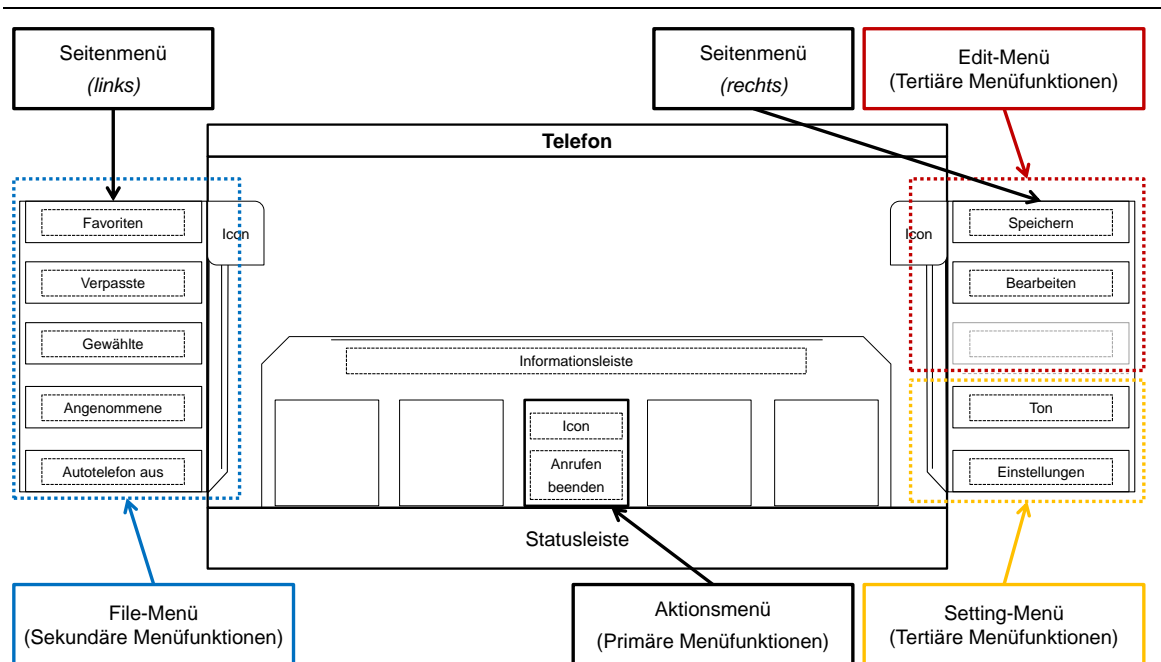 Seitenmenü
(links)
Seitenmenü
(rechts)
Edit-Menü
(Tertiäre Menüfunktionen)
Telefon
Favoriten
Icon
Icon
Speichern
Verpasste
Bearbeiten
Gewählte
Informationsleiste
Angenommene
Icon
Ton
Autotelefon aus
Anrufen
beenden
Einstellungen
Statusleiste
File-Menü
(Sekundäre Menüfunktionen)
Aktionsmenü
(Primäre Menüfunktionen)
Setting-Menü
(Tertiäre Menüfunktionen)